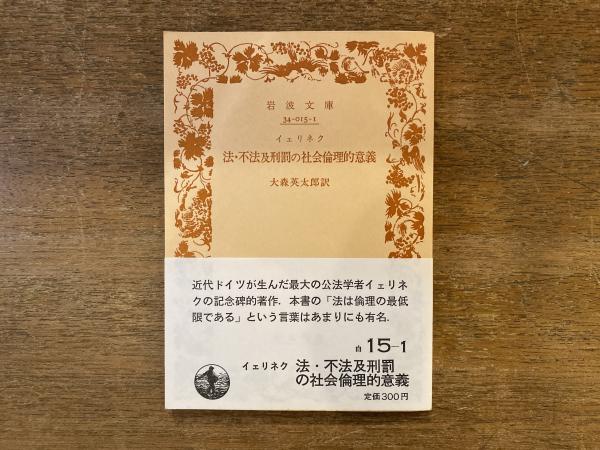 岩波文庫
34-015-1
イェリネク
法・不法及刑罰の社会倫理的意義
大森英太郎訳
近代ドイツが生んだ最大の公法学者イェリネ
クの記念碑的著作．本書の「法は倫理の最低
限である」という言葉はあまりにも有名．
白 15-1
イェリネク 法・不法及刑罰
の社会倫理的意義
定価300円